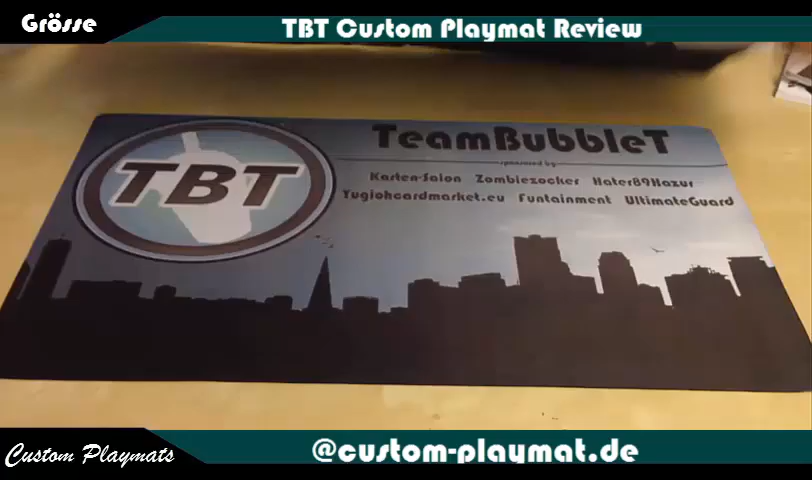 Grösse
TBT Custom Playmat Review
TeamBubbleT
sponsored by
TBT
Karten-Salon Zombiezocker Hater89Hazur
Yugiohcardmarket.eu Funtainment UltimateGuard
Custom Playmats
@custom-playmat.de